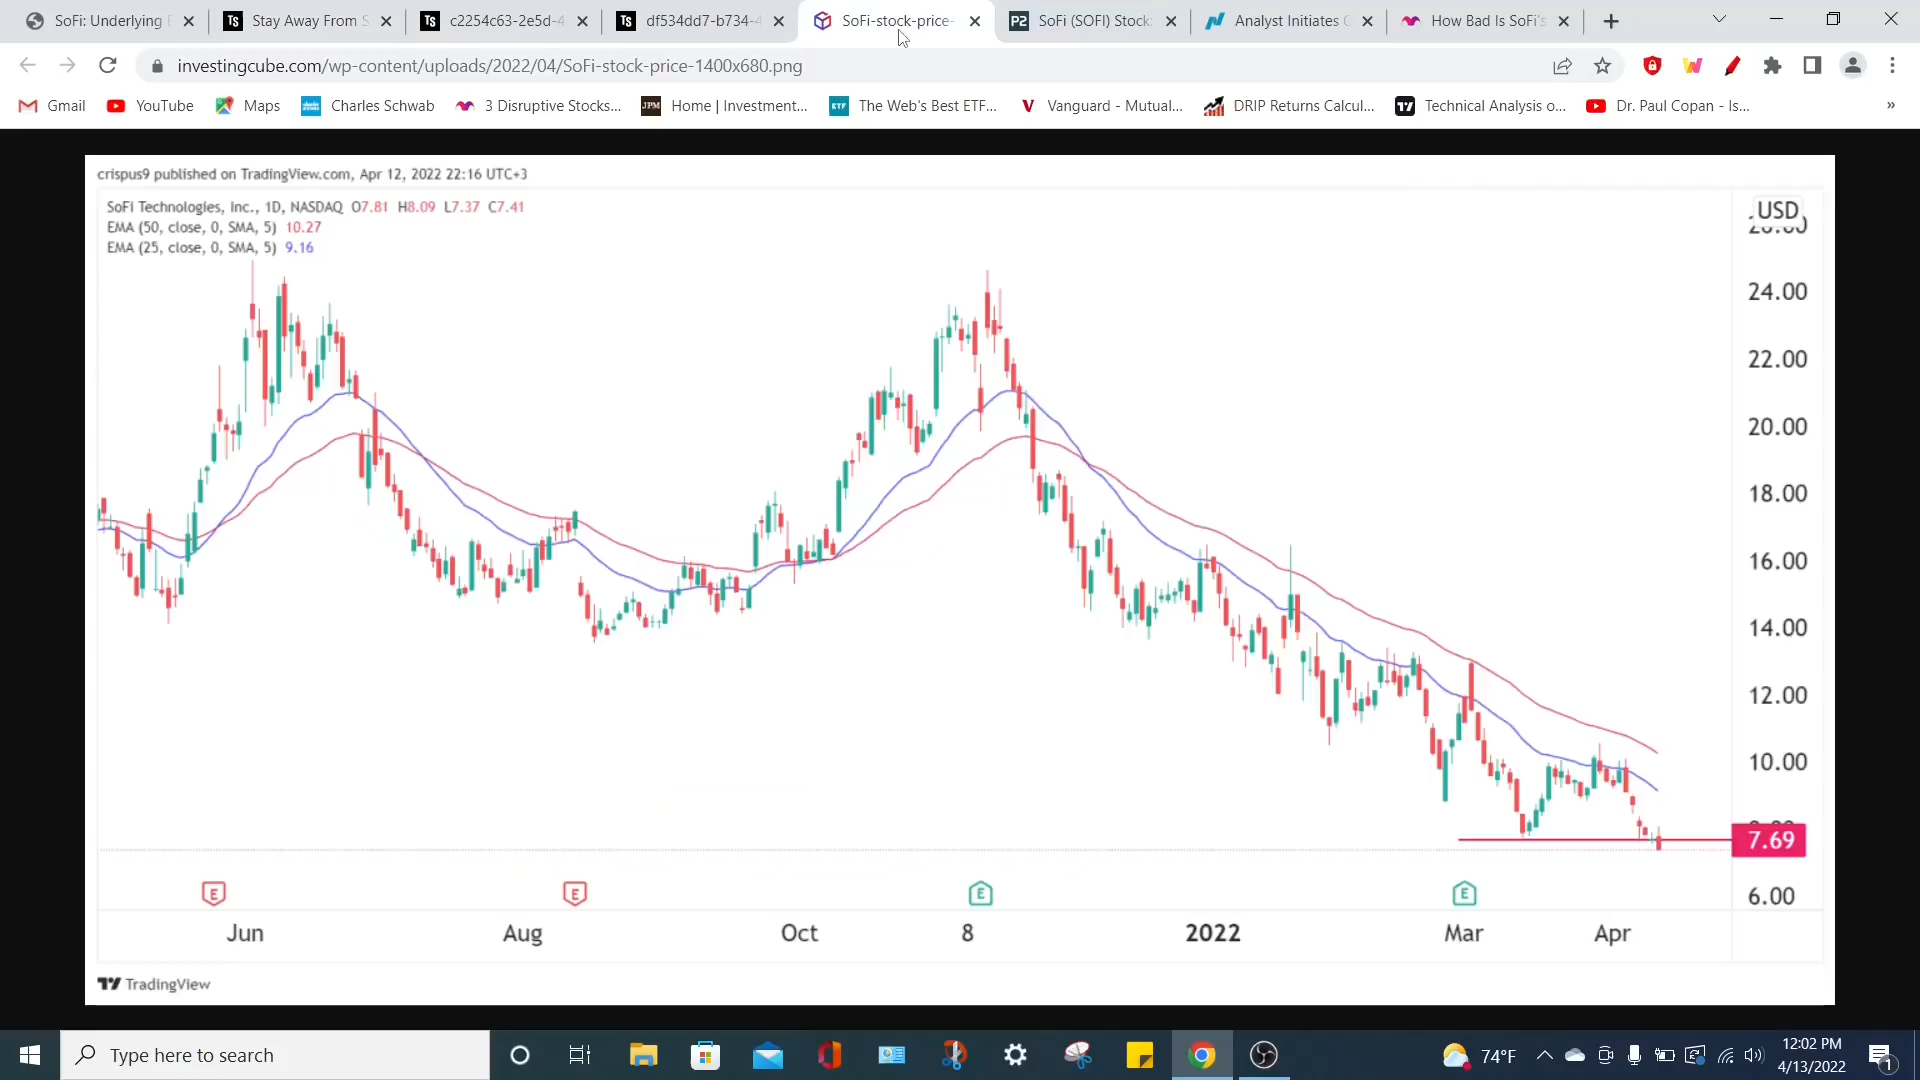 SoFi: Underlying
Stay Away From S
c2254c63-2e5d-4
df534dd7-b734-4
SoFi-stock-price-
SoFi (SOFI) Stock
Analyst Initiates
How Bad Is SoFi's
investingcube.com/wp-content/uploads/2022/04/SoFi-stock-price-1400x680.png
Gmail
YouTube
Maps
Charles Schwab
3 Disruptive Stocks...
JPM
Home | Investment...
ETF
The Web's Best ETF...
Vanguard - Mutual...
DRIP Returns Calcul...
Technical Analysis o...
Dr. Paul Copan - Is...
crispus9 published on TradingView.com, Apr 12, 2022 22:16 UTC+3
SoFi Technologies, Inc., 1D, NASDAQ O7.81 H8.09 L7.37 C7.41
EMA (50, close, 0, SMA, 5) 10.27
EMA (25, close, 0, SMA, 5) 9.16
USD
24.00
22.00
20.00
18.00
16.00
14.00
12.00
10.00
7.69
6.00
E E E E
Jun Aug Oct 8 2022 Mar Apr
TradingView
Type here to search
74°F
12:02 PM
4/13/2022
1